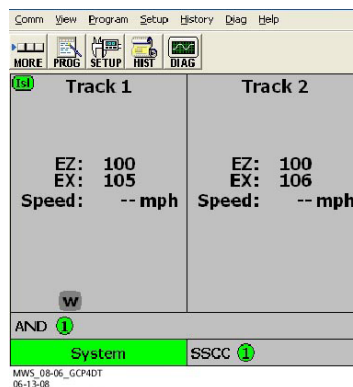 Comm View Program Setup History Diag Help
MORE PROG SETUP HIST DIAG
Isl Track 1 Track 2
EZ: 100 EZ: 100
EX: 105 EX: 106
Speed: -- mph Speed: -- mph
W
AND 1
System SSCC 1
MWS_08-06_GCP4DT
06-13-08